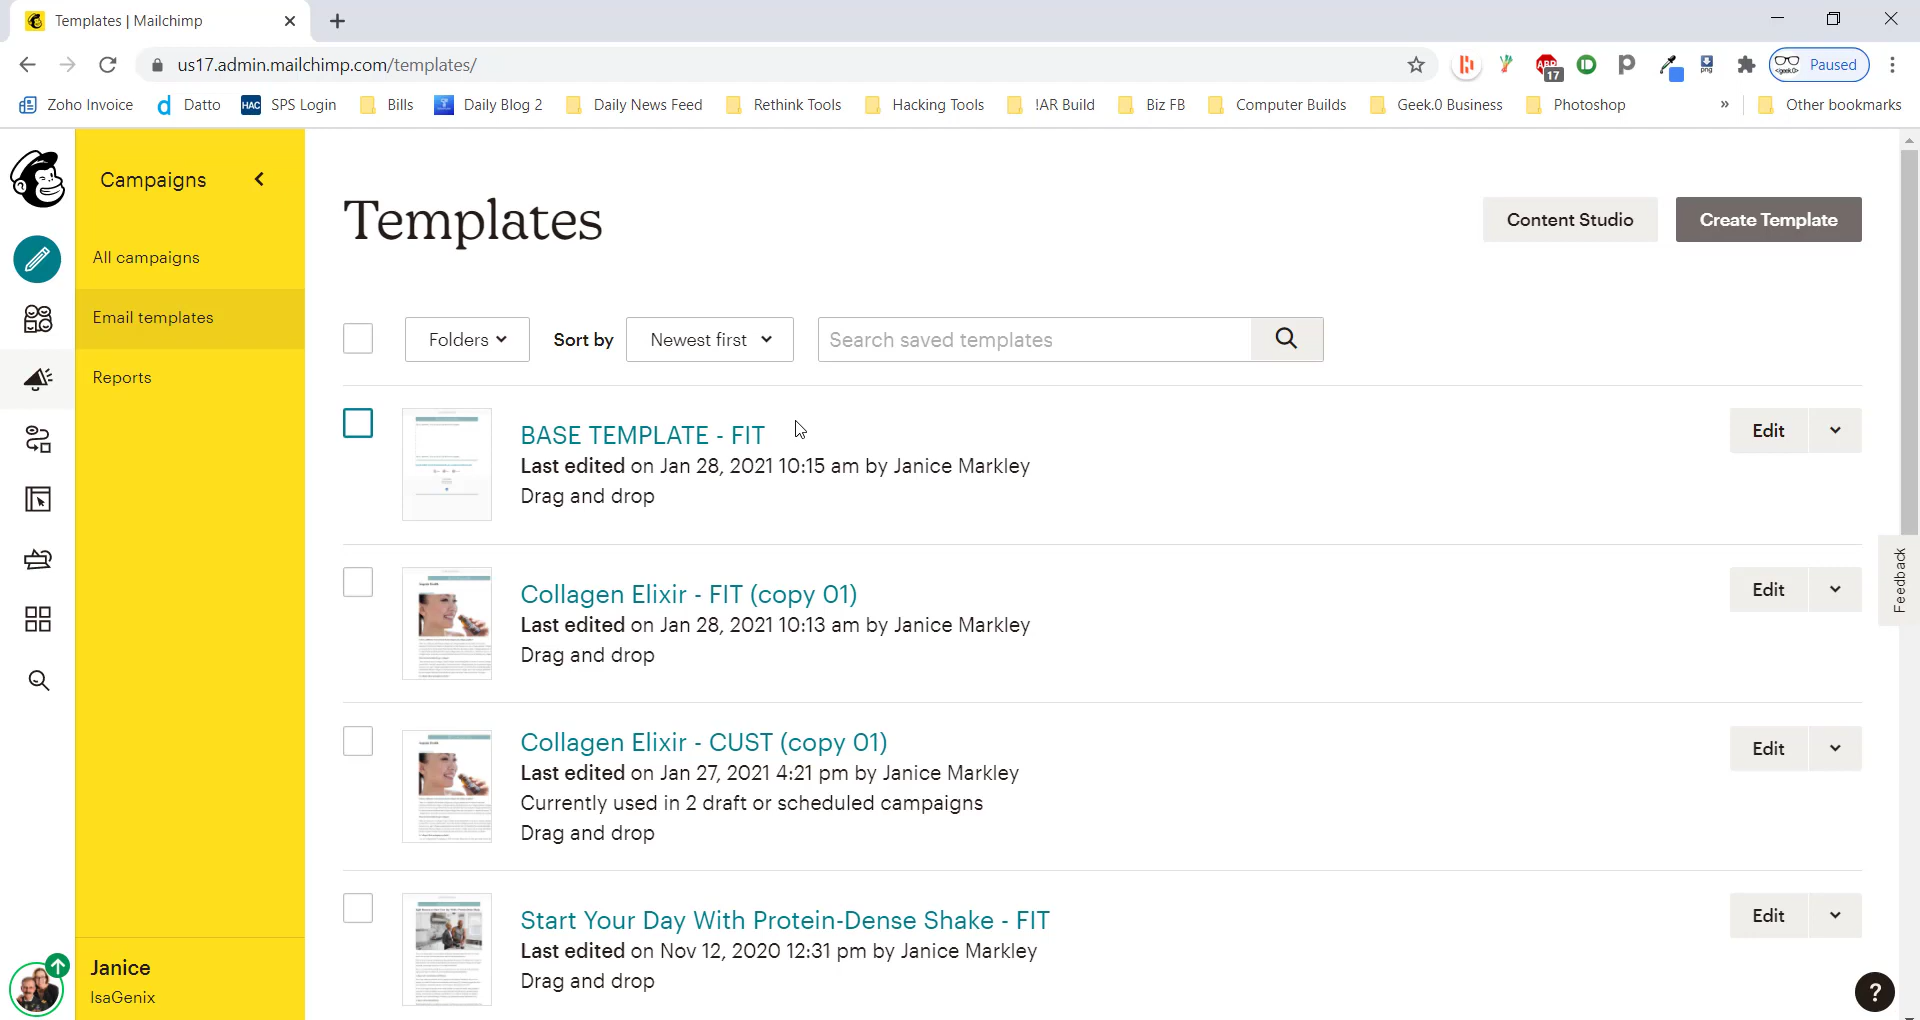 Templates | Mailchimp
us17.admin.mailchimp.com/templates/
ABP
17
png
<geek.0>
Paused
Zoho Invoice
Datto
HAC
SPS Login
Bills
Daily Blog 2
Daily News Feed
Rethink Tools
Hacking Tools
!AR Build
Biz FB
Computer Builds
Geek.0 Business
Photoshop
»
Other bookmarks
Campaigns
All campaigns
Email templates
Reports
Templates
Content Studio
Create Template
Folders
Sort by
Newest first
Search saved templates
BASE TEMPLATE - FIT
Last edited on Jan 28, 2021 10:15 am by Janice Markley
Drag and drop
Edit
Collagen Elixir - FIT (copy 01)
Last edited on Jan 28, 2021 10:13 am by Janice Markley
Drag and drop
Edit
Feedback
Collagen Elixir - CUST (copy 01)
Last edited on Jan 27, 2021 4:21 pm by Janice Markley
Currently used in 2 draft or scheduled campaigns
Drag and drop
Edit
Start Your Day With Protein-Dense Shake - FIT
Last edited on Nov 12, 2020 12:31 pm by Janice Markley
Drag and drop
Edit
Janice
IsaGenix
?